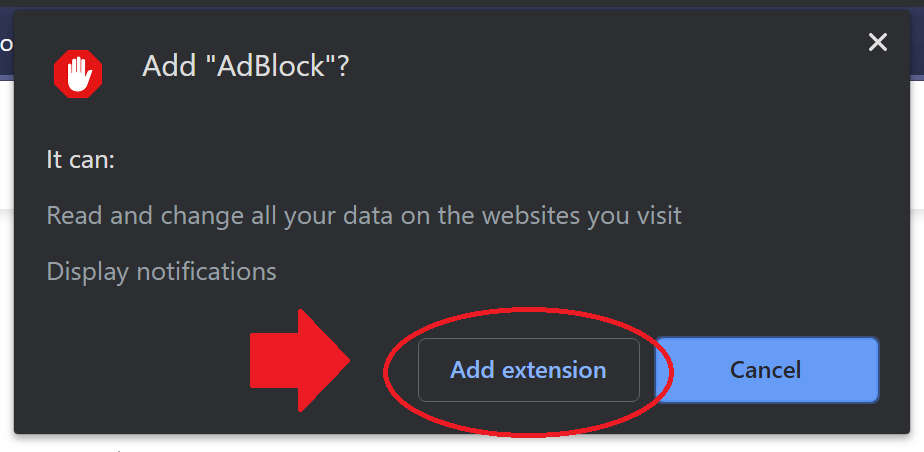 Add "AdBlock"?
It can:
Read and change all your data on the websites you visit
Display notifications
Add extension
Cancel